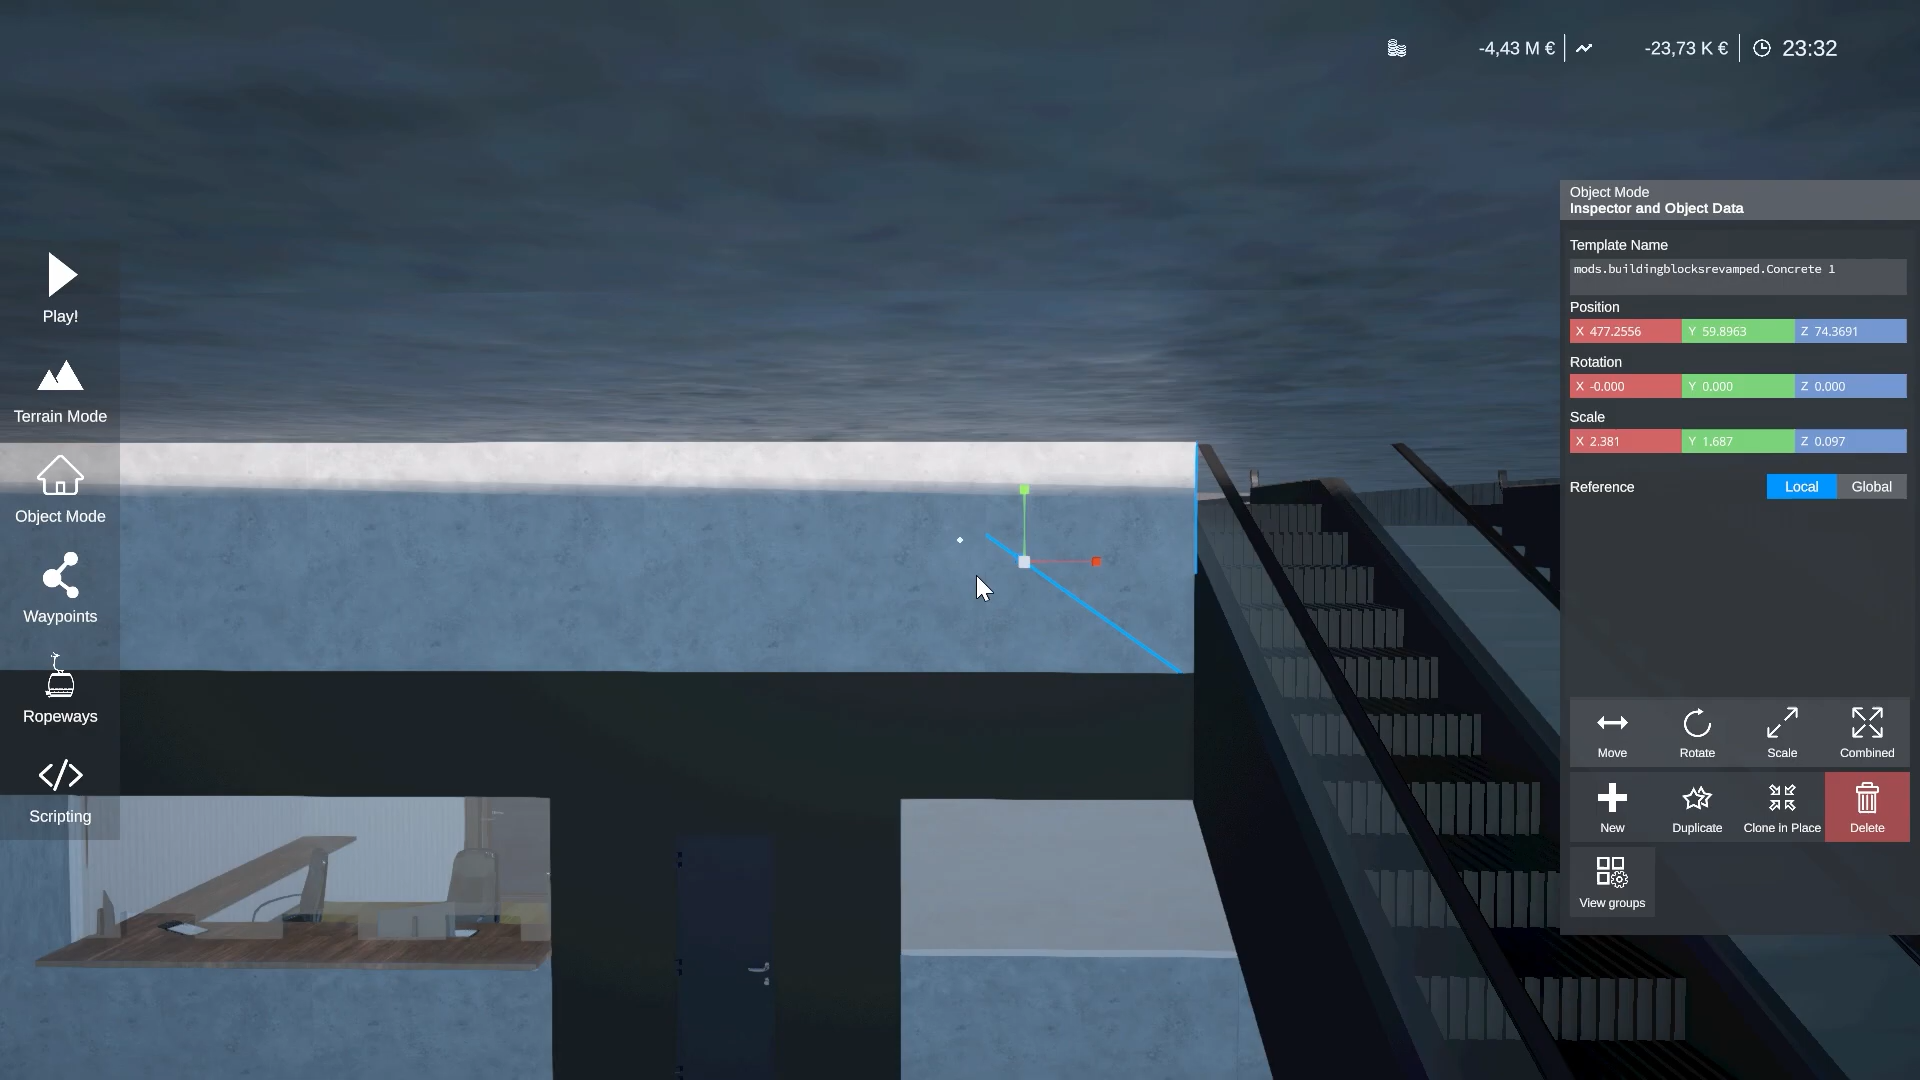 -4,43 M €
-23,73 K €
23:32
Play!
Terrain Mode
Object Mode
Waypoints
Ropeways
Scripting
Object Mode
Inspector and Object Data
Template Name
mods.buildingblocksrevamped.Concrete 1
Position
X 477.2556 Y 59.8963 Z 74.3691
Rotation
X -0.000 Y 0.000 Z 0.000
Scale
X 2.381 Y 1.687 Z 0.097
Reference Local Global
Move Rotate Scale Combined
New Duplicate Clone in Place Delete
View groups